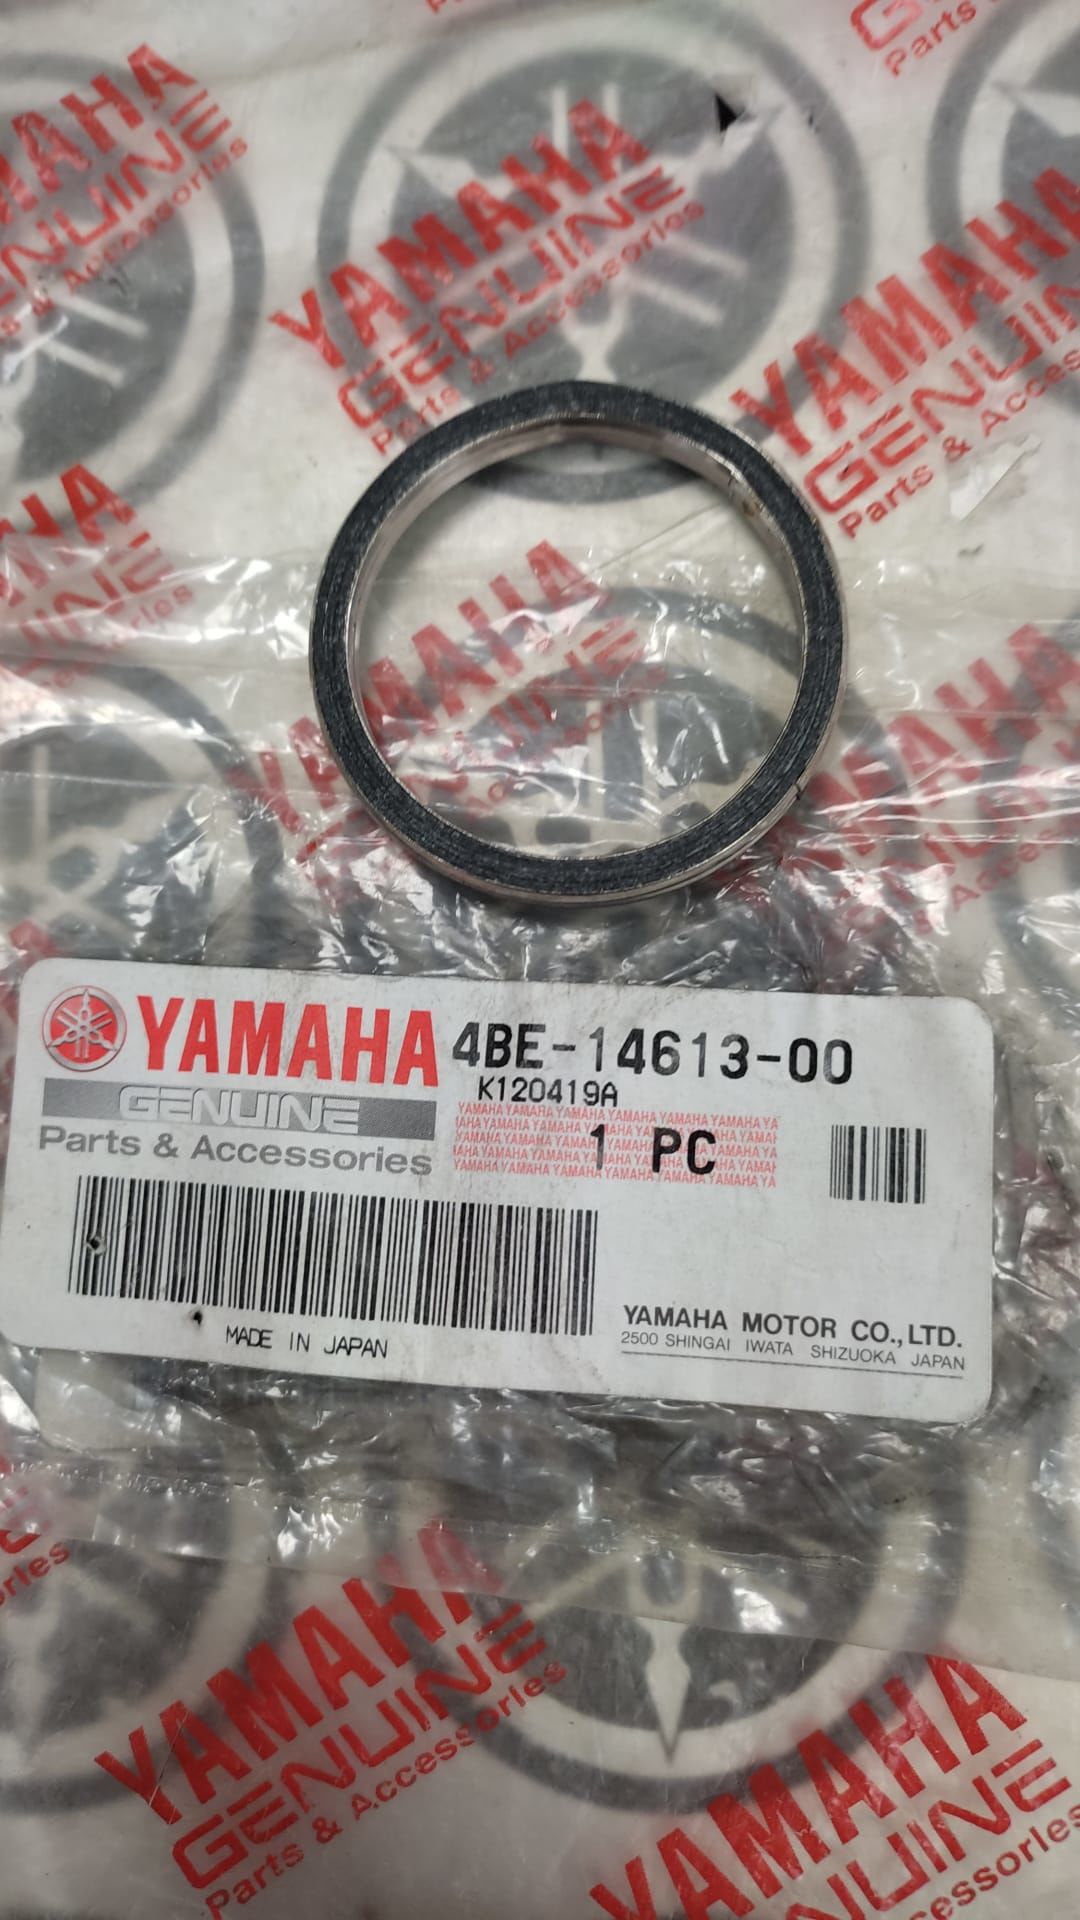 YAMAHA
GENUINE
Parts & Accessories
YAMAHA
GENUINE
Parts & Accessories
YAMAHA
GENUINE
Parts & Accessories
YAMAHA
YAMAHA 4BE-14613-00
GENUINE
K120419A
Parts & Accessories
1 PC
MADE IN JAPAN
YAMAHA MOTOR CO.,LTD.
2500 SHINGAI IWATA SHIZUOKA JAPAN
YAMAHA
GENUINE
Parts & Accessories
YAMAHA
GENUINE